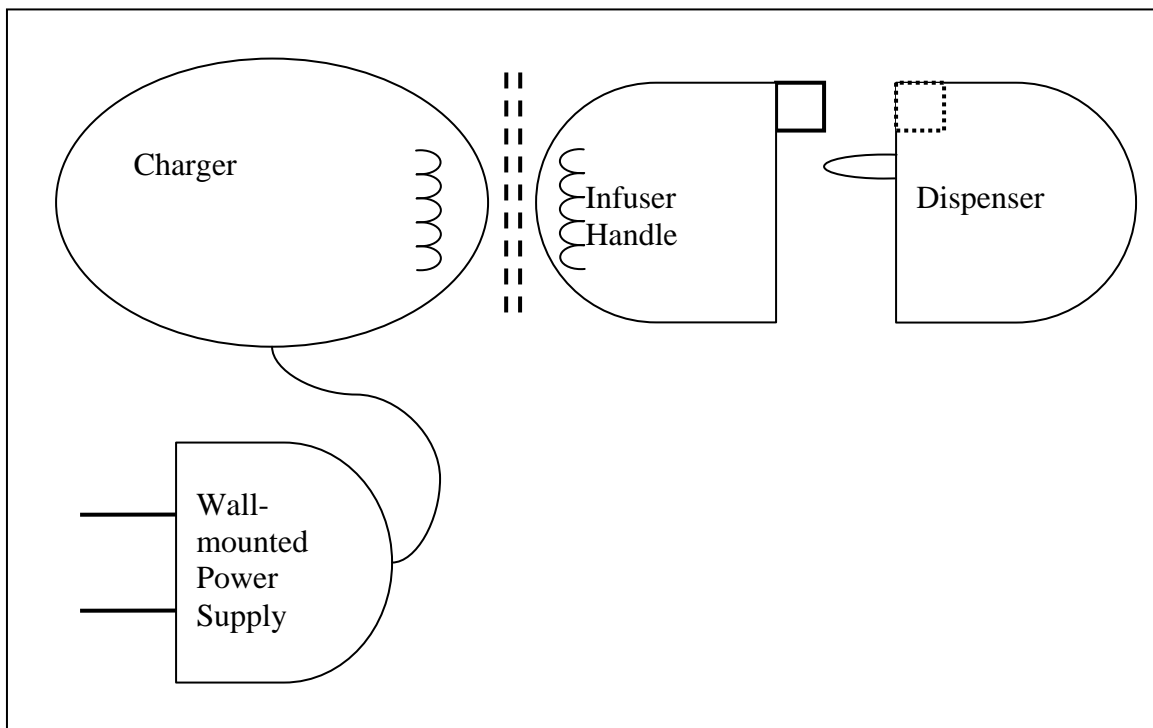 Charger
Infuser
Handle
Dispenser
Wall-
mounted
Power
Supply